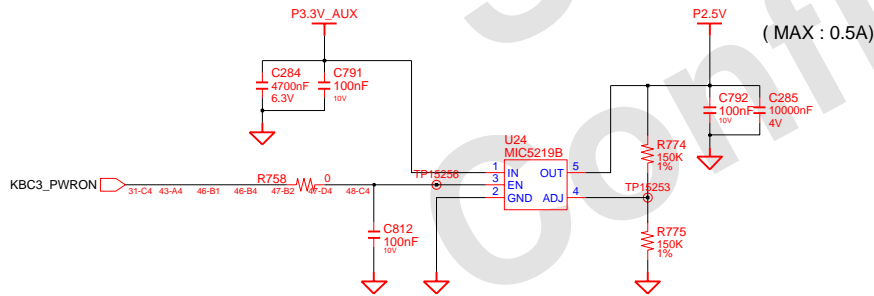 P3.3V_AUX
P2.5V
( MAX : 0.5A)
C284
4700nF
6.3V
C791
100nF
10V
C792
100nF
10V
C285
10000nF
4V
U24
MIC5219B
R774
150K
1%
1
IN
OUT
5
3
EN
2
GND
ADJ
4
TP15256
TP15253
KBC3_PWRON
31-C4
43-A4
46-B1
46-B4
47-B2
47-D4
48-C4
R758
0
C812
100nF
10V
R775
150K
1%
Confi